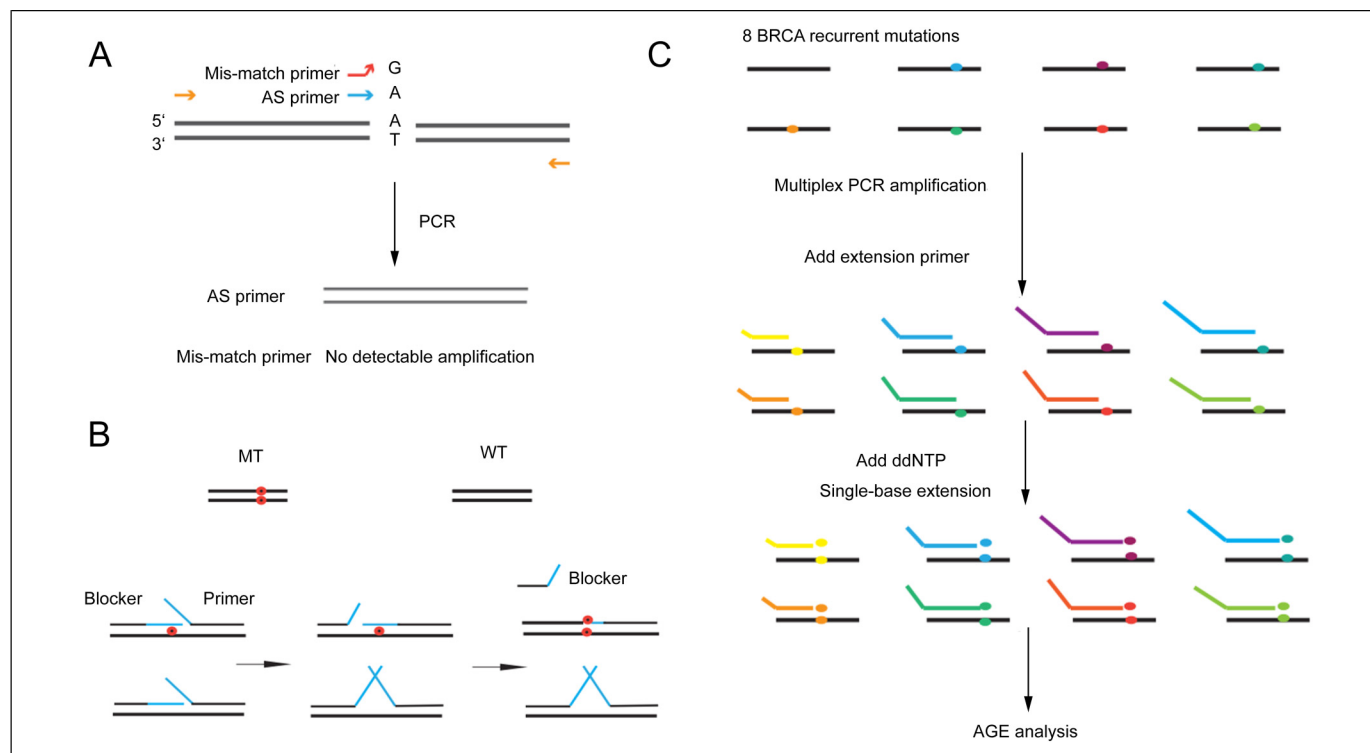 A
Mis-match primer G
AS primer A
5‘ A
3‘ T
PCR
AS primer
Mis-match primer No detectable amplification
B
MT WT
Blocker
Blocker Primer
C
8 BRCA recurrent mutations
Multiplex PCR amplification
Add extension primer
Add ddNTP
Single-base extension
AGE analysis